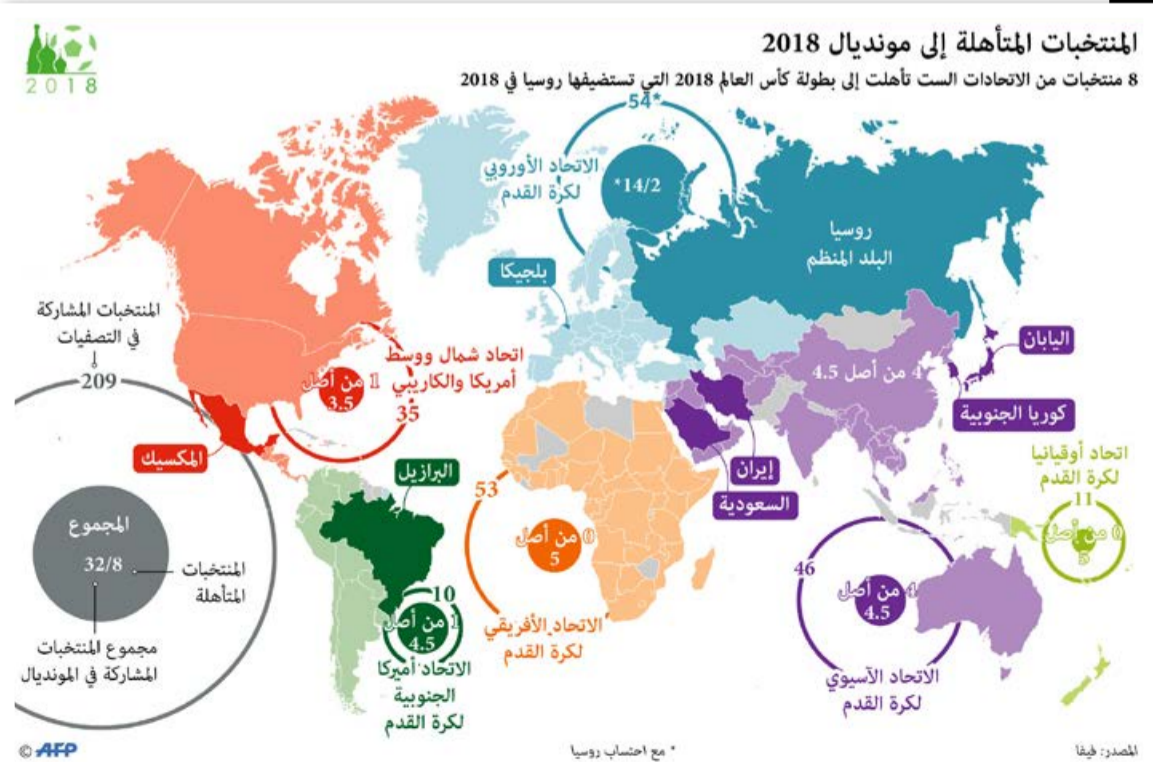 المنتخبات المتأهلة إلى مونديال 2018
8 منتخبات من الاتحادات الست تأهلت إلى بطولة كأس العالم 2018 التي تستضيفها روسيا في 2018
2018
54*
الاتحاد الأوروبي
لكرة القدم
14/2*
روسيا
البلد المنظم
بلجيكا
المنتخبات المشاركة
في التصفيات
209
اتحاد شمال ووسط
أمريكا والكاريبي
1 من أصل
3.5
35
المكسيك
اليابان
4 من أصل 4.5
كوريا الجنوبية
إيران
السعودية
اتحاد أوقيانيا
لكرة القدم
11
0 من أصل
5
البرازيل
10
1 من أصل
4.5
الاتحاد أميركا
الجنوبية
لكرة القدم
53
0 من أصل
5
الاتحاد الأفريقي
لكرة القدم
46
4 من أصل
4.5
الاتحاد الآسيوي
لكرة القدم
المجموع
32/8
المنتخبات
المتأهلة
مجموع المنتخبات
المشاركة في المونديال
المصدر: فيفا
* مع احتساب روسيا
© AFP